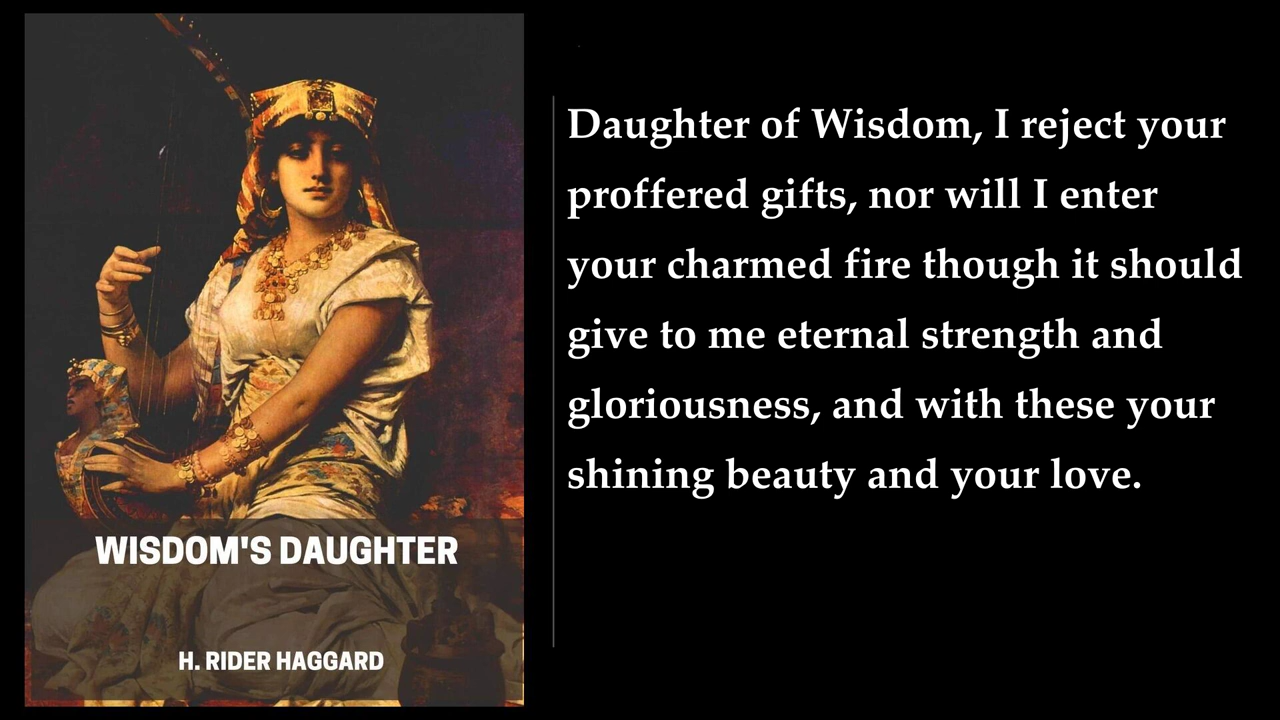 WISDOM'S DAUGHTER
H. RIDER HAGGARD
Daughter of Wisdom, I reject your
proffered gifts, nor will I enter
your charmed fire though it should
give to me eternal strength and
gloriousness, and with these your
shining beauty and your love.